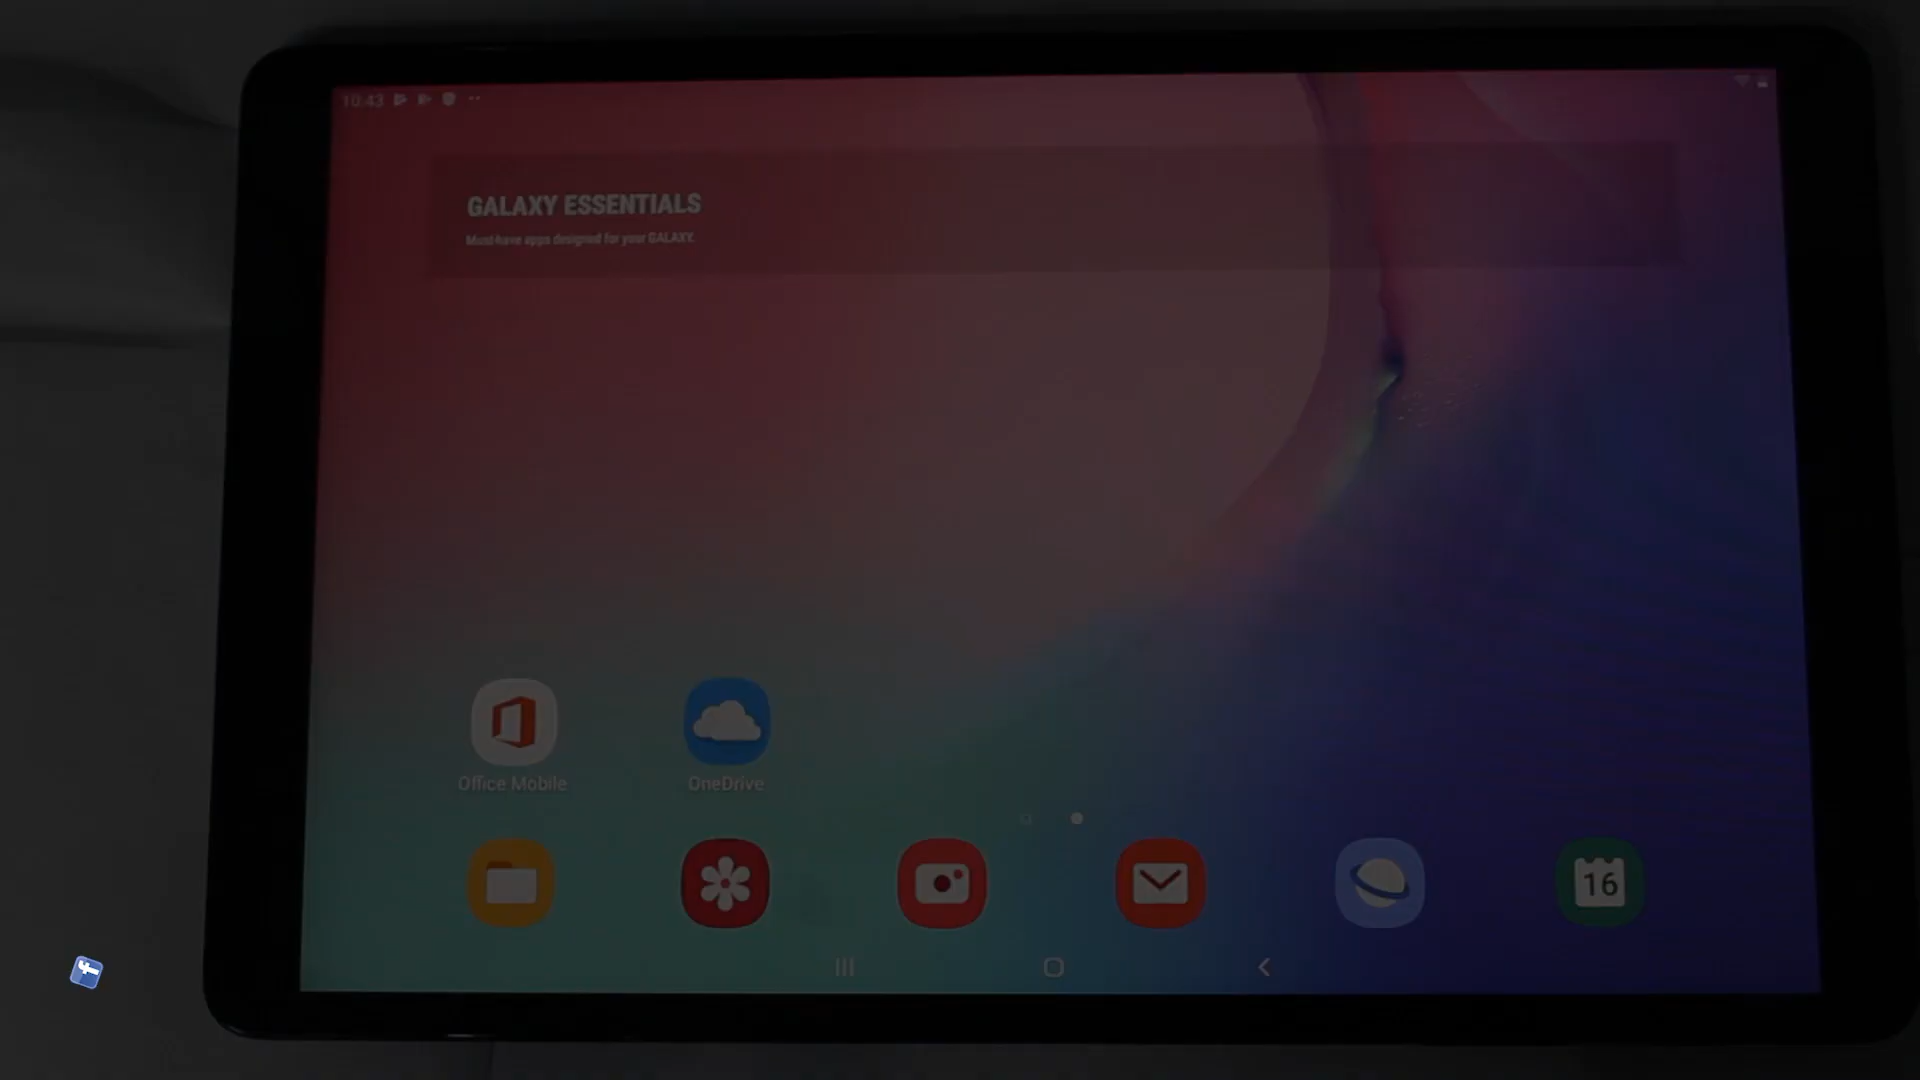 10:43
GALAXY ESSENTIALS
Must-have apps designed for your GALAXY.
Office Mobile
OneDrive
16